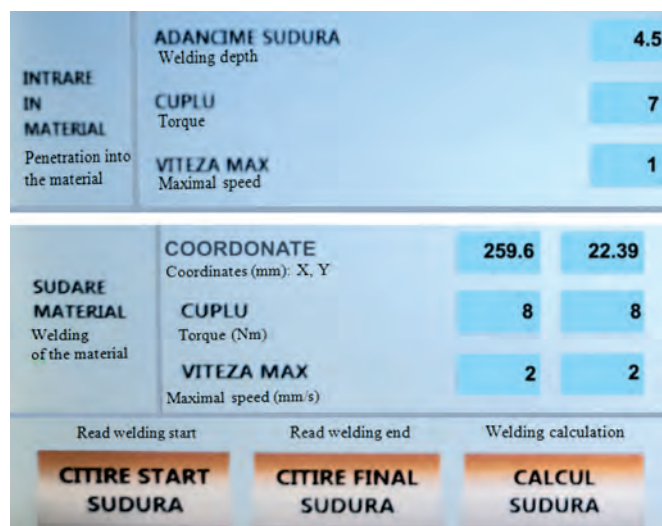 INTRARE
IN
MATERIAL
Penetration into
the material
ADANCIME SUDURA
Welding depth
4.5
CUPLU
Torque
7
VITEZA MAX
Maximal speed
1
SUDARE
MATERIAL
Welding
of the material
COORDONATE
Coordinates (mm): X, Y
259.6 22.39
CUPLU
Torque (Nm)
8 8
VITEZA MAX
Maximal speed (mm/s)
2 2
Read welding start Read welding end Welding calculation
CITIRE START CITIRE FINAL CALCUL
SUDURA SUDURA SUDURA